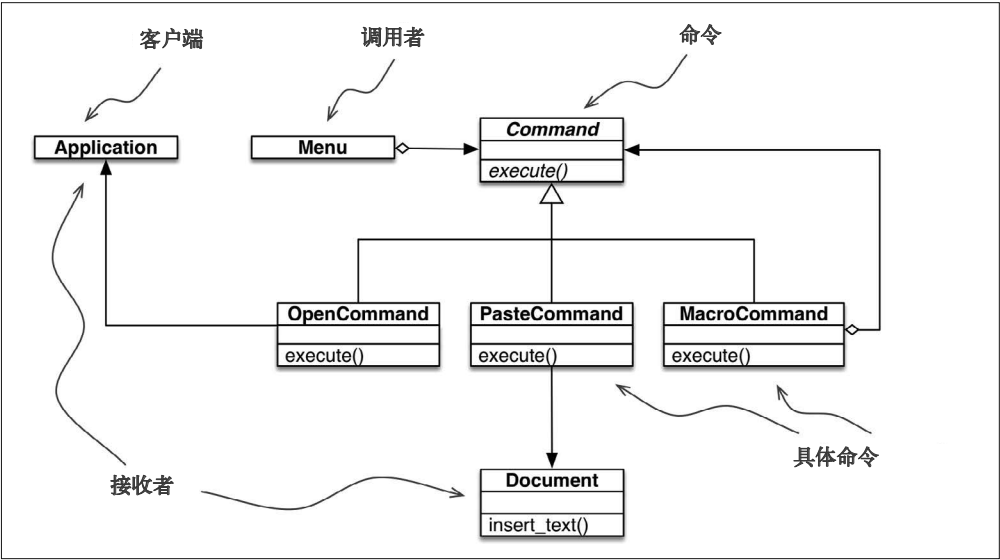 客户端
调用者
命令
Application
Menu
Command
execute()
OpenCommand
execute()
PasteCommand
execute()
MacroCommand
execute()
具体命令
接收者
Document
insert_text()